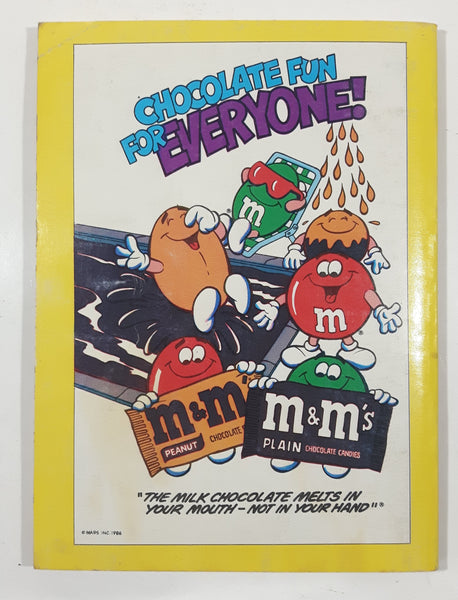 CHOCOLATE FUN
FOR EVERYONE!
m
m
m&m's
PEANUT
CHOCOLATE
m&m's
PLAIN CHOCOLATE CANDIES
"THE MILK CHOCOLATE MELTS IN
YOUR MOUTH – NOT IN YOUR HAND"®
© MARS INC. 1986